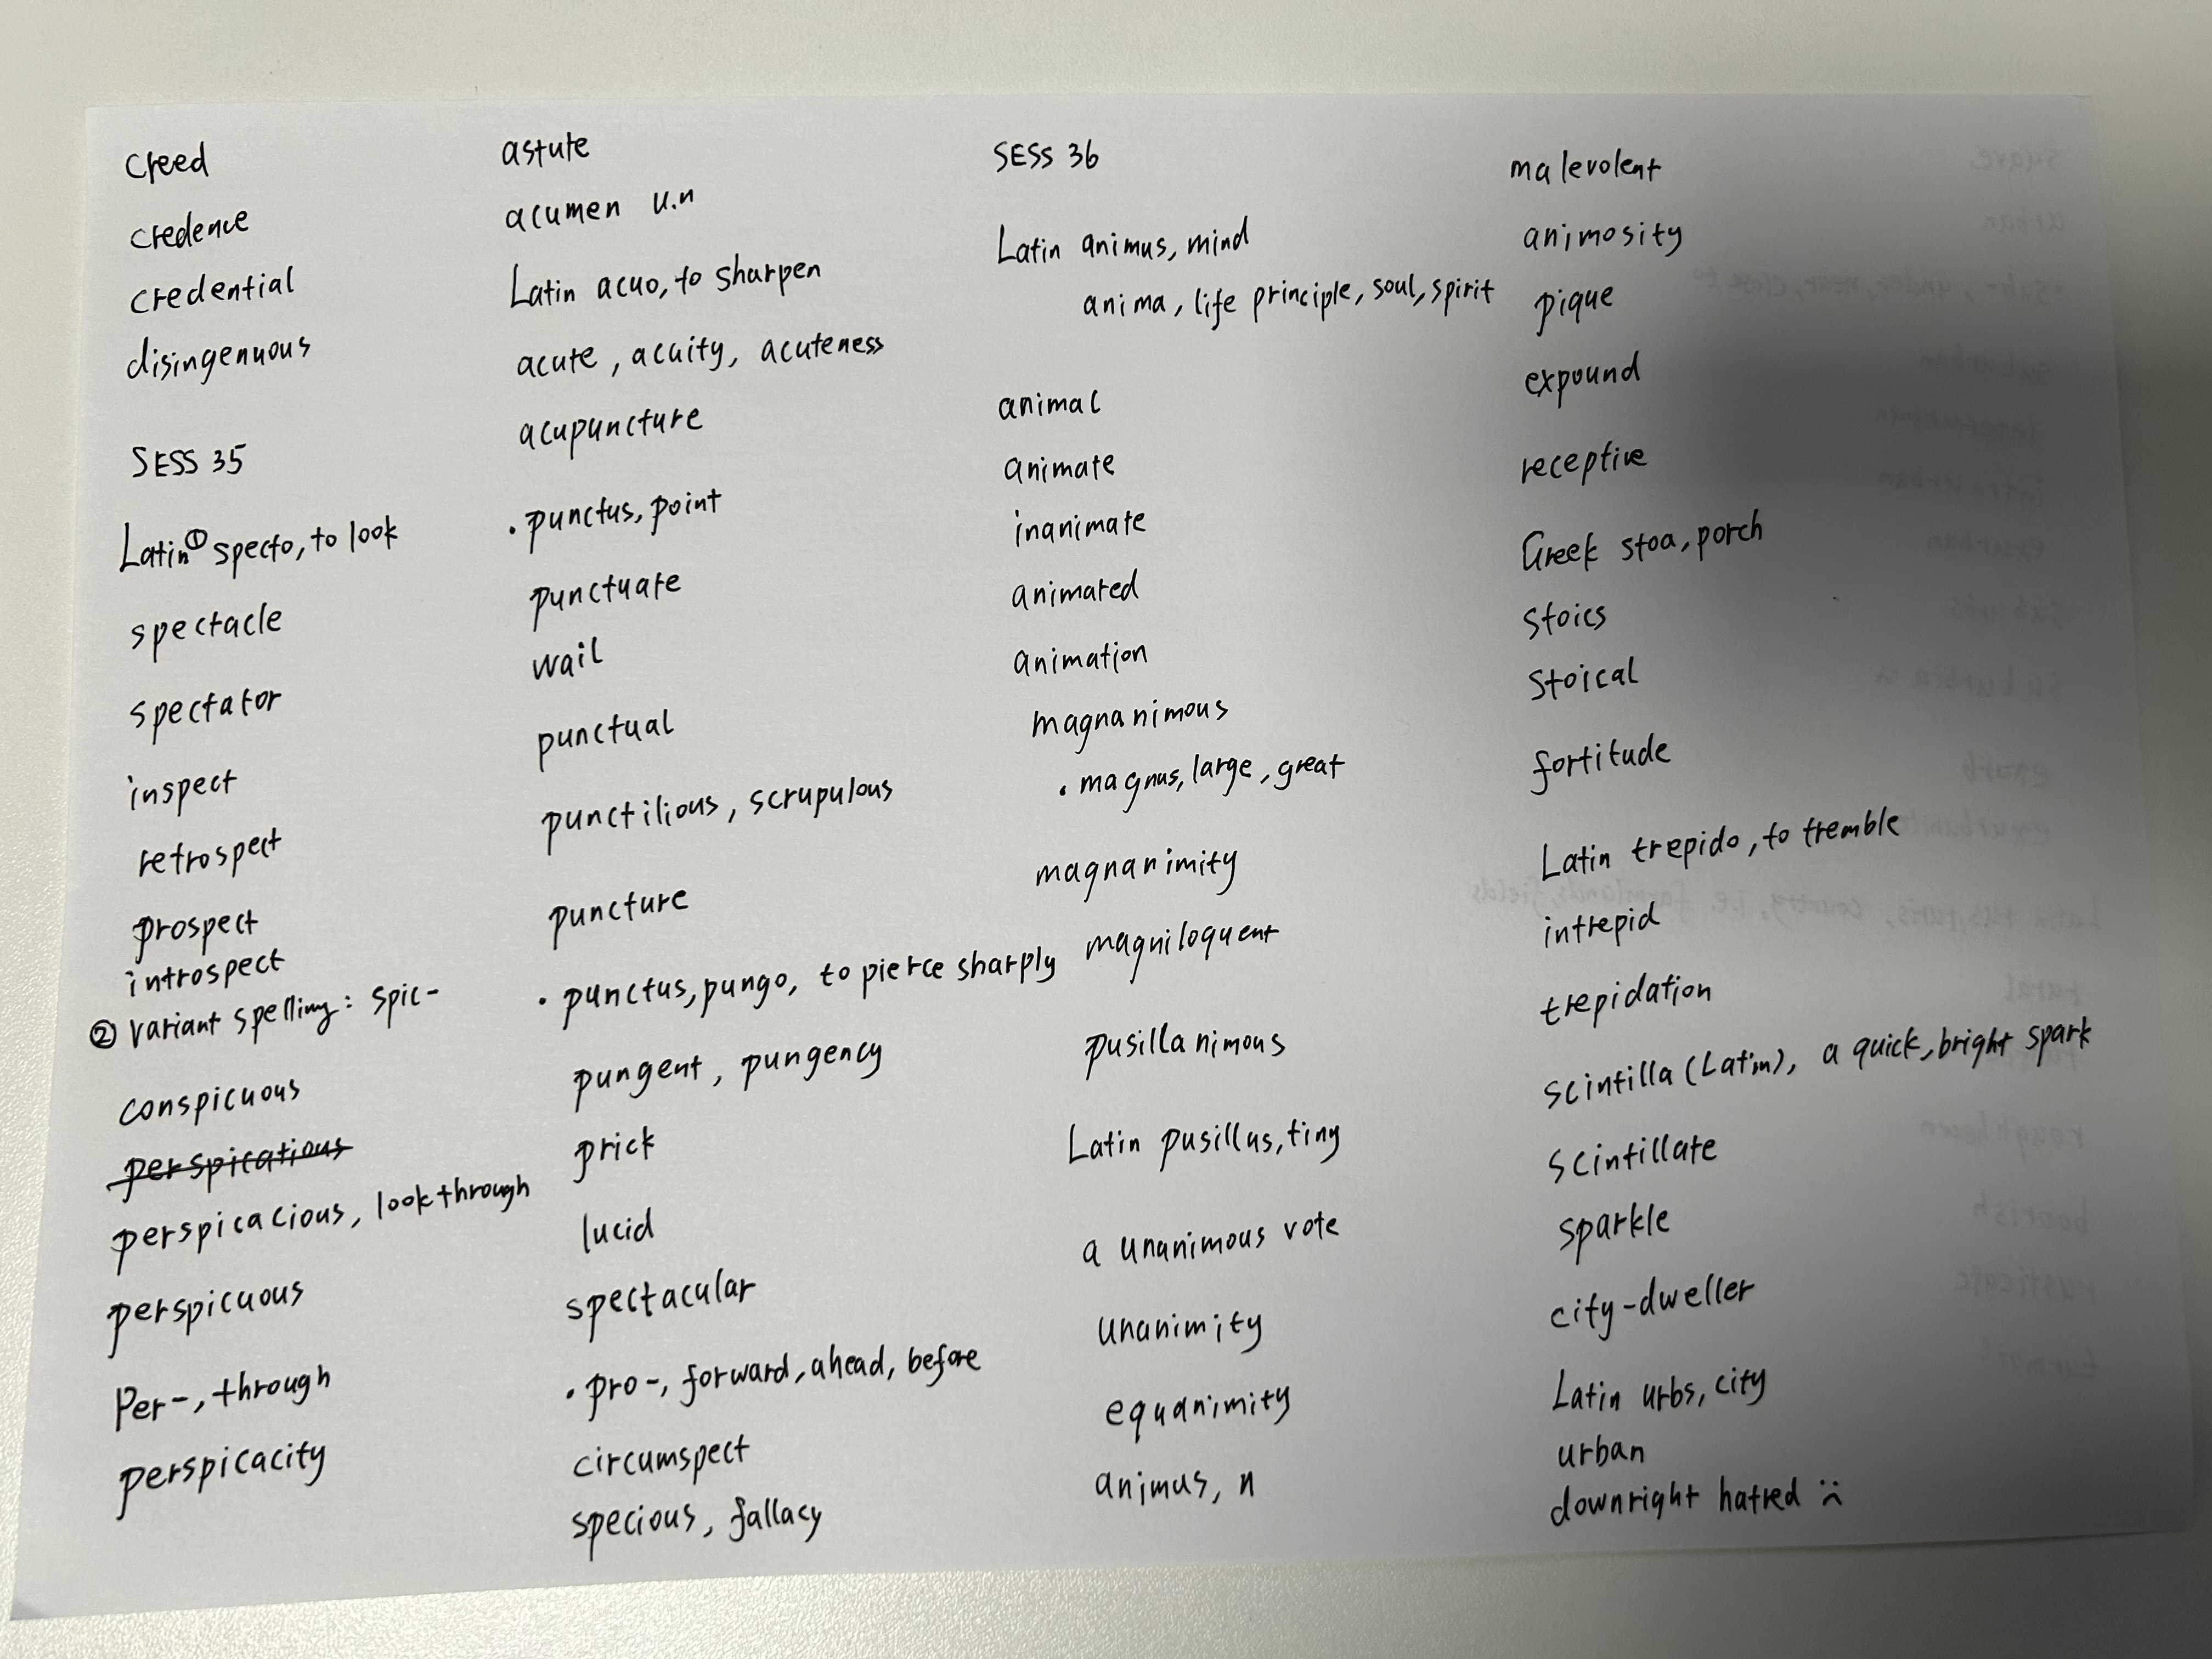 creed
credence
credential
disingenuous
SESS 35
Latin ① specto, to look
spectacle
spectator
inspect
retrospect
prospect
introspect
② variant spelling: spic-
conspicuous
perspicatious
perspicacious, look through
perspicuous
Per-, through
perspicacity
astute
acumen u.n
Latin acuo, to sharpen
acute, acuity, acuteness
acupuncture
• punctus, point
punctuate
wail
punctual
punctilious, scrupulous
puncture
• punctus, pungo, to pierce sharply
pungent, pungency
prick
lucid
spectacular
• pro-, forward, ahead, before
circumspect
specious, fallacy
SESS 36
Latin animus, mind
anima, life principle, soul, spirit
animal
animate
inanimate
animated
animation
magnanimous
• magnus, large, great
magnanimity
magniloquent
pusillanimous
Latin pusillus, tiny
a unanimous vote
unanimity
equanimity
animus, n
malevolent
animosity
pique
expound
receptive
Greek stoa, porch
Stoics
Stoical
fortitude
Latin trepido, to tremble
intrepid
trepidation
scintilla (Latin), a quick, bright spark
scintillate
sparkle
city-dweller
Latin urbs, city
urban
downright hatred :(